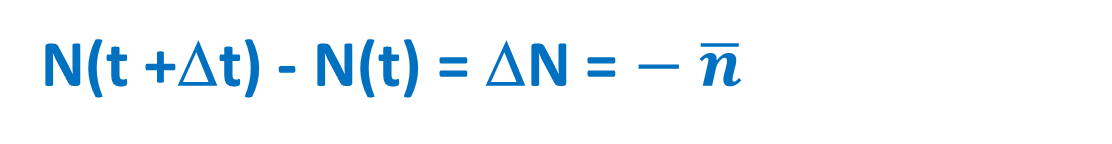 N(t +Δt) - N(t) = ΔN = − n̅